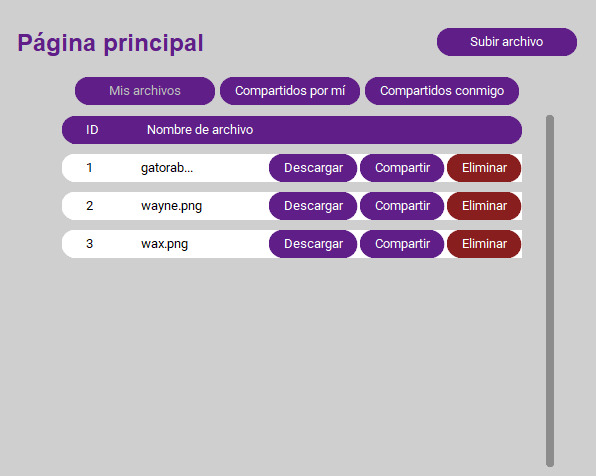 Página principal
Subir archivo
Mis archivos Compartidos por mí Compartidos conmigo
ID Nombre de archivo
1 gatorab... Descargar Compartir Eliminar
2 wayne.png Descargar Compartir Eliminar
3 wax.png Descargar Compartir Eliminar